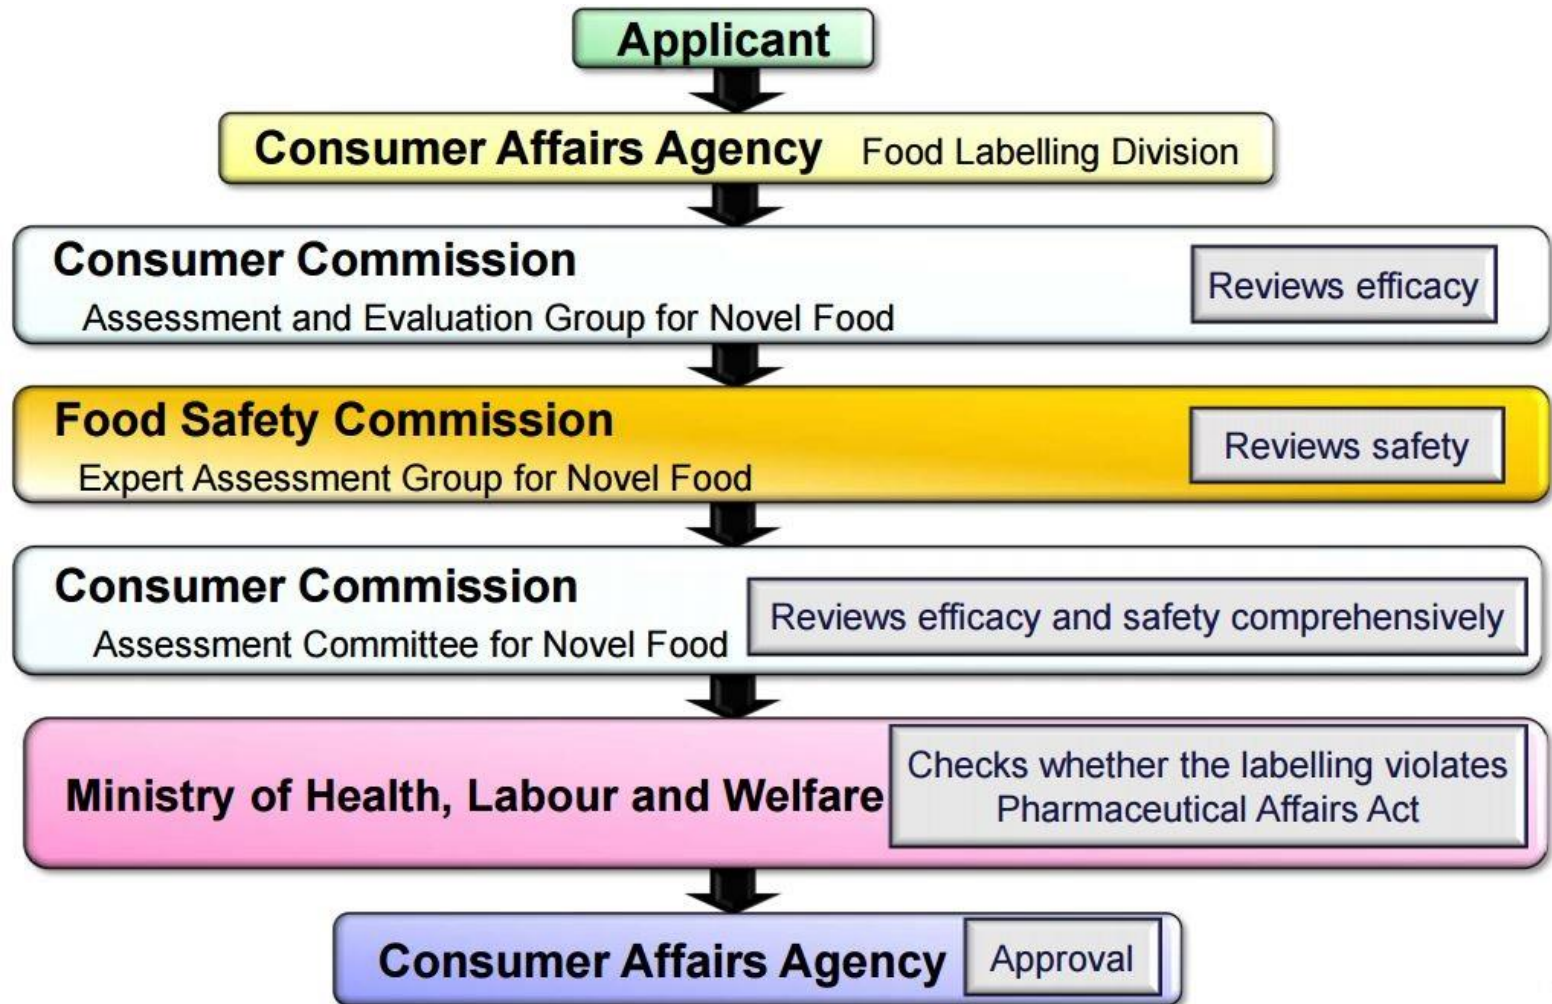 Applicant
Consumer Affairs Agency Food Labelling Division
Consumer Commission
Assessment and Evaluation Group for Novel Food
Reviews efficacy
Food Safety Commission
Expert Assessment Group for Novel Food
Reviews safety
Consumer Commission
Assessment Committee for Novel Food
Reviews efficacy and safety comprehensively
Ministry of Health, Labour and Welfare
Checks whether the labelling violates
Pharmaceutical Affairs Act
Consumer Affairs Agency
Approval